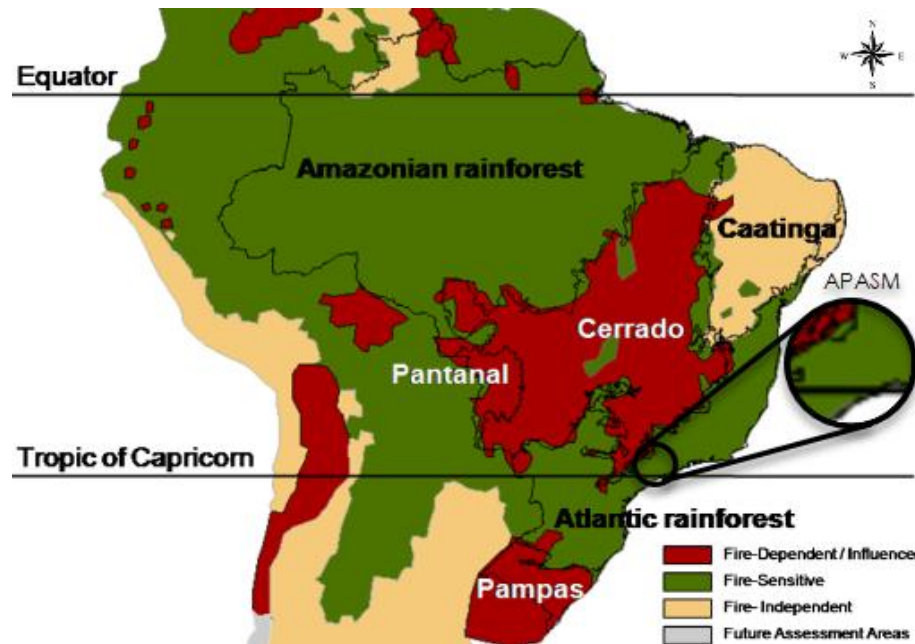 N
W E
S
Equator
Amazonian rainforest
Caatinga
APASM
Cerrado
Pantanal
Tropic of Capricorn
Atlantic rainforest
Fire-Dependent / Influence
Fire-Sensitive
Pampas
Fire- Independent
Future Assessment Areas